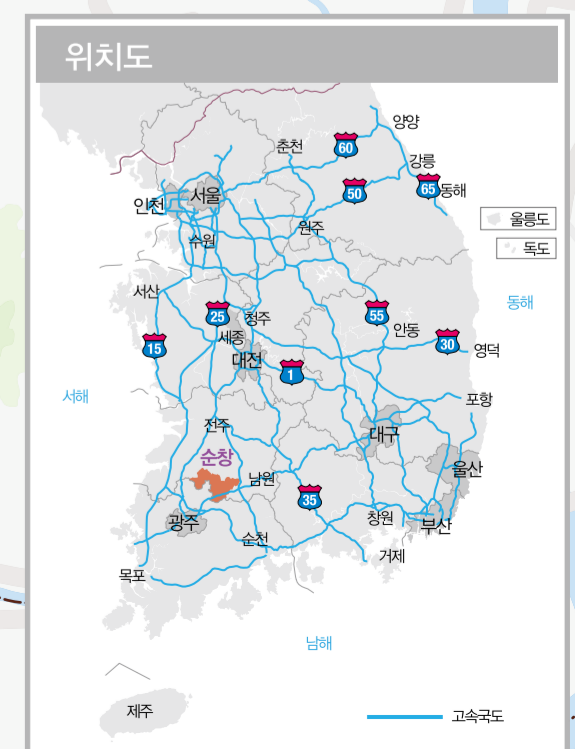 위치도
양양
춘천
60
강릉
50
65
동해
인천
서울
울릉도
원주
수원
독도
서산
동해
25
청주
55
세종
안동
30
15
대전
영덕
1
서해
포항
전주
대구
순창
울산
남원
35
광주
창원
부산
순천
거제
목포
남해
제주
고속국도